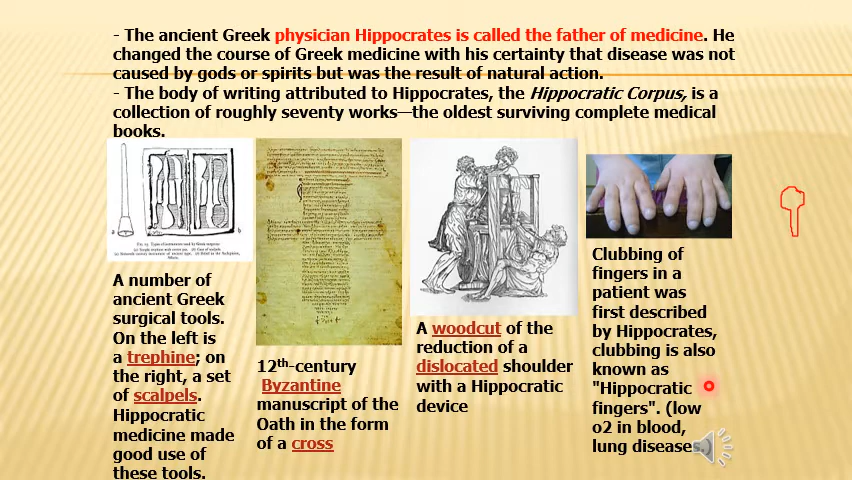 - The ancient Greek physician Hippocrates is called the father of medicine. He
changed the course of Greek medicine with his certainty that disease was not
caused by gods or spirits but was the result of natural action.
- The body of writing attributed to Hippocrates, the Hippocratic Corpus, is a
collection of roughly seventy works—the oldest surviving complete medical
books.
A number of
ancient Greek
surgical tools.
On the left is
a trephine; on
the right, a set
of scalpels.
Hippocratic
medicine made
good use of
these tools.
12th-century
Byzantine
manuscript of the
Oath in the form
of a cross
A woodcut of the
reduction of a
dislocated shoulder
with a Hippocratic
device
Clubbing of
fingers in a
patient was
first described
by Hippocrates,
clubbing is also
known as
"Hippocratic
fingers". (low
o2 in blood,
lung diseases.